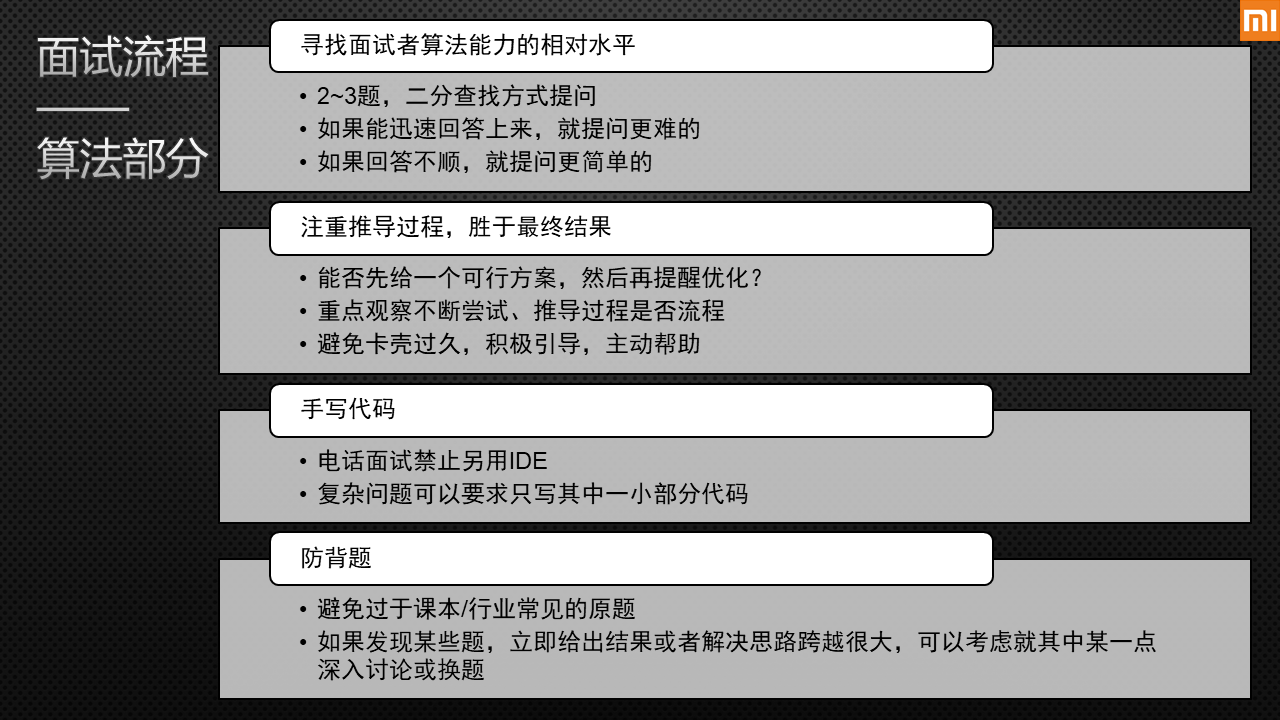 面试流程
——
算法部分
寻找面试者算法能力的相对水平
• 2~3题，二分查找方式提问
• 如果能迅速回答上来，就提问更难的
• 如果回答不顺，就提问更简单的
注重推导过程，胜于最终结果
• 能否先给一个可行方案，然后再提醒优化？
• 重点观察不断尝试、推导过程是否流程
• 避免卡壳过久，积极引导，主动帮助
手写代码
• 电话面试禁止另用IDE
• 复杂问题可以要求只写其中一小部分代码
防背题
• 避免过于课本/行业常见的原题
• 如果发现某些题，立即给出结果或者解决思路跨越很大，可以考虑就其中某一点
深入讨论或换题
MI